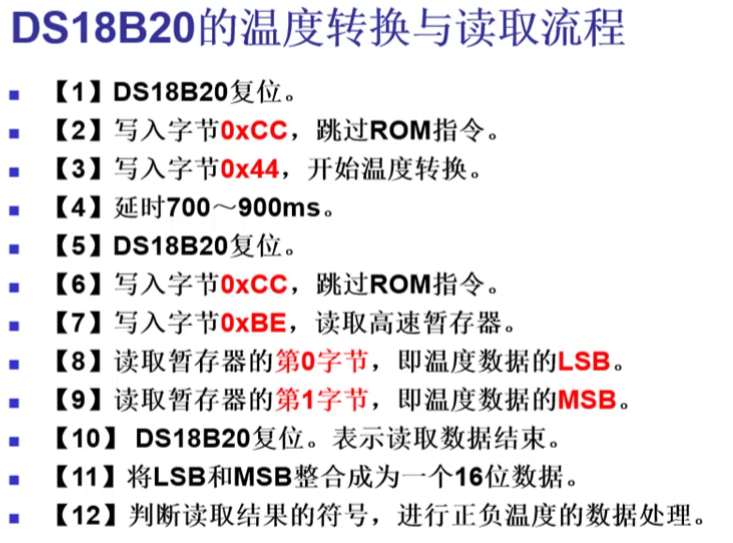 DS18B20的温度转换与读取流程
【1】DS18B20复位。
【2】写入字节0xCC，跳过ROM指令。
【3】写入字节0x44，开始温度转换。
【4】延时700～900ms。
【5】DS18B20复位。
【6】写入字节0xCC，跳过ROM指令。
【7】写入字节0xBE，读取高速暂存器。
【8】读取暂存器的第0字节，即温度数据的LSB。
【9】读取暂存器的第1字节，即温度数据的MSB。
【10】 DS18B20复位。表示读取数据结束。
【11】将LSB和MSB整合成为一个16位数据。
【12】判断读取结果的符号，进行正负温度的数据处理。